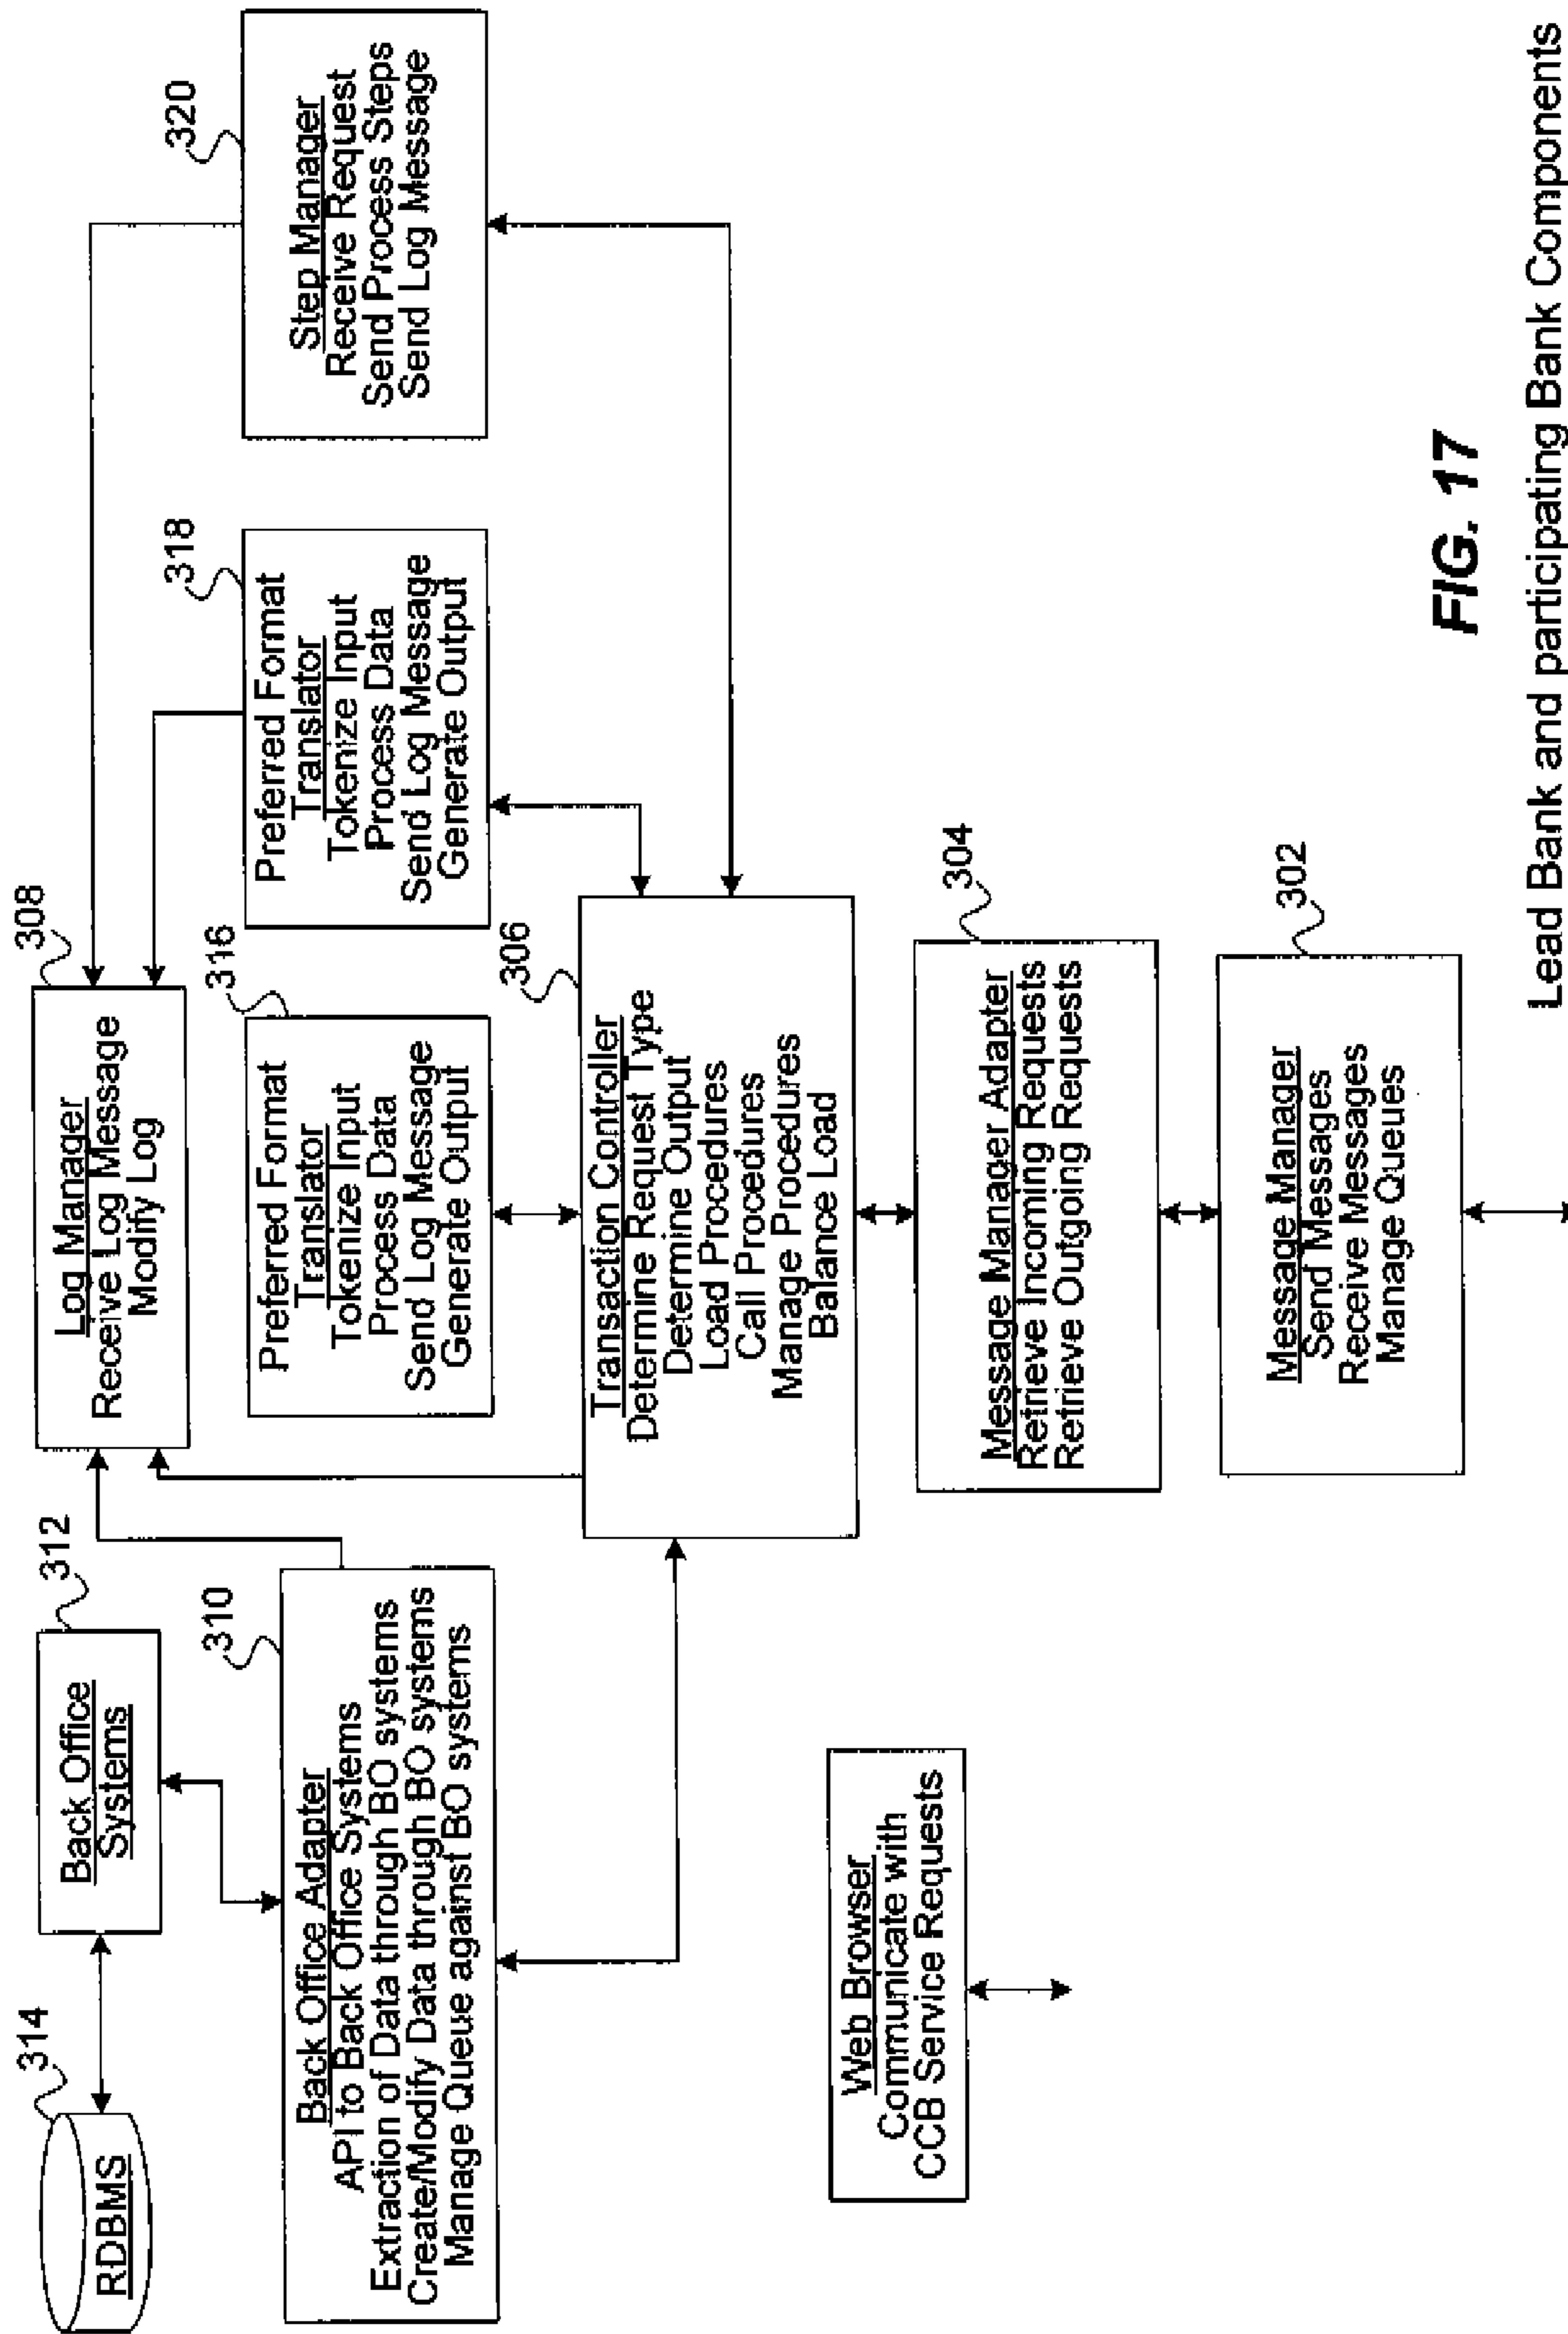 314
RDBMS
312
Back Office
Systems
308
Log Manager
Receive Log Message
Modify Log
310
Back Office Adapter
API to Back Office Systems
Extraction of Data through BO systems
Create/Modify Data through BO systems
Manage Queue against BO systems
316
Preferred Format
Translator
Tokenize Input
Process Data
Send Log Message
Generate Output
318
Preferred Format
Translator
Tokenize Input
Process Data
Send Log Message
Generate Output
320
Step Manager
Receive Request
Send Process Steps
Send Log Message
306
Transaction Controller
Determine Request Type
Determine Output
Load Procedures
Call Procedures
Manage Procedures
Balance Load
Web Browser
Communicate with
CCB Service Requests
304
Message Manager Adapter
Retrieve Incoming Requests
Retrieve Outgoing Requests
302
Message Manager
Send Messages
Receive Messages
Manage Queues
FIG. 17
Lead Bank and participating Bank Components